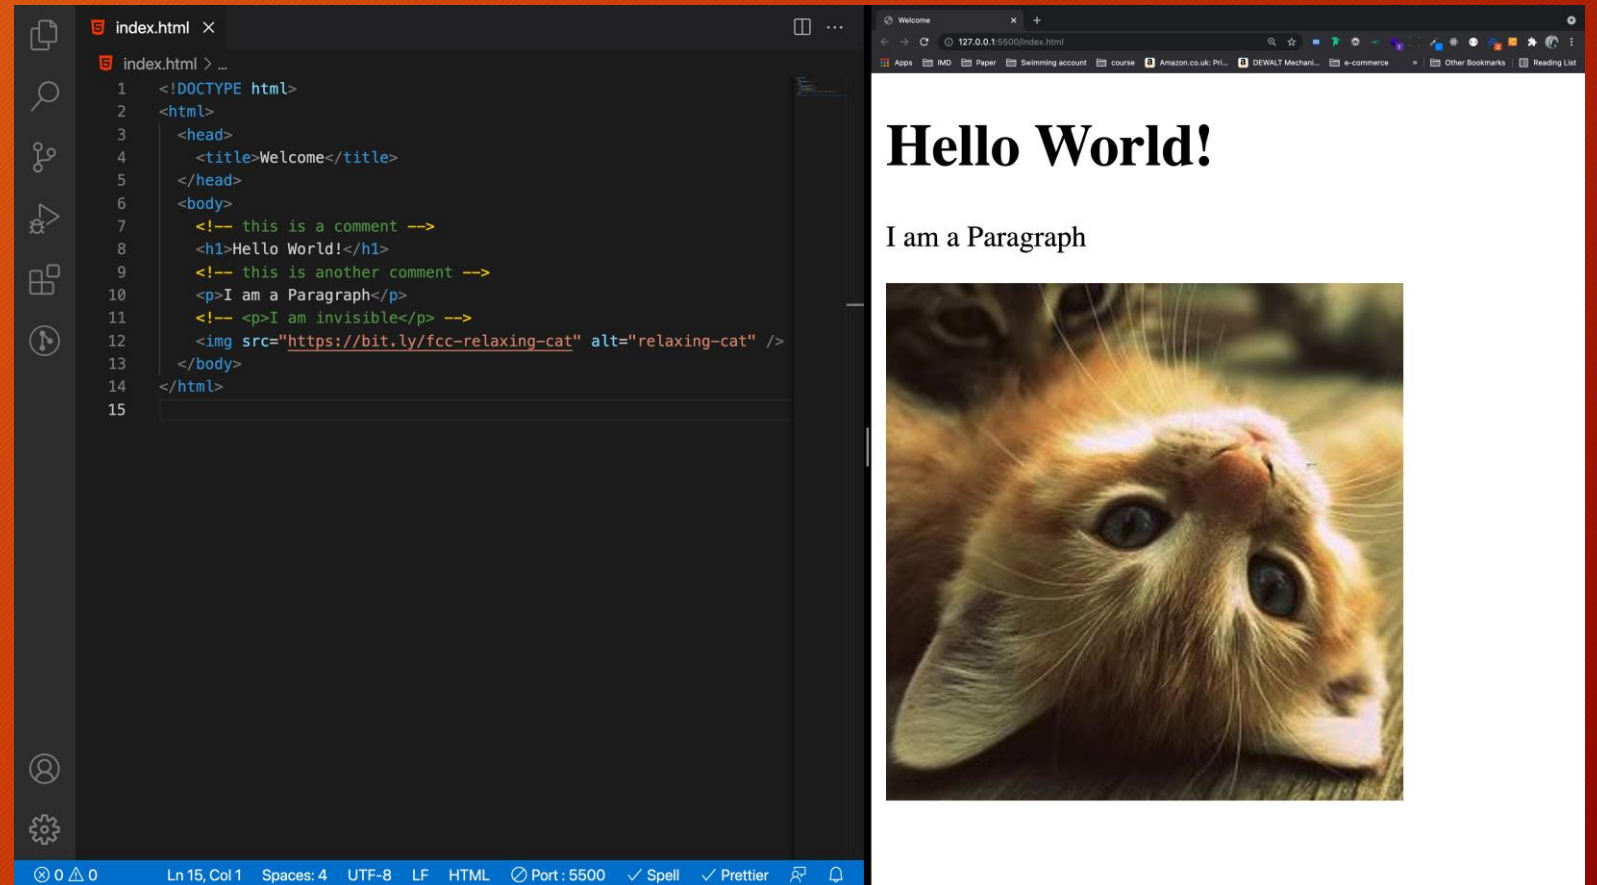 index.html
index.html > ...
1 <!DOCTYPE html>
2 <html>
3 <head>
4 <title>Welcome</title>
5 </head>
6 <body>
7 <!-- this is a comment -->
8 <h1>Hello World!</h1>
9 <!-- this is another comment -->
10 <p>I am a Paragraph</p>
11 <!-- <p>I am invisible</p> -->
12 <img src="https://bit.ly/fcc-relaxing-cat" alt="relaxing-cat" />
13 </body>
14 </html>
15
0 0 Ln 15, Col 1 Spaces: 4 UTF-8 LF HTML Port : 5500 Spell Prettier
Welcome
127.0.0.1:5500/index.html
Apps IMD Paper Swimming account course Amazon.co.uk: Pri... DEWALT Mechani... e-commerce » Other Bookmarks Reading List
Hello World!
I am a Paragraph